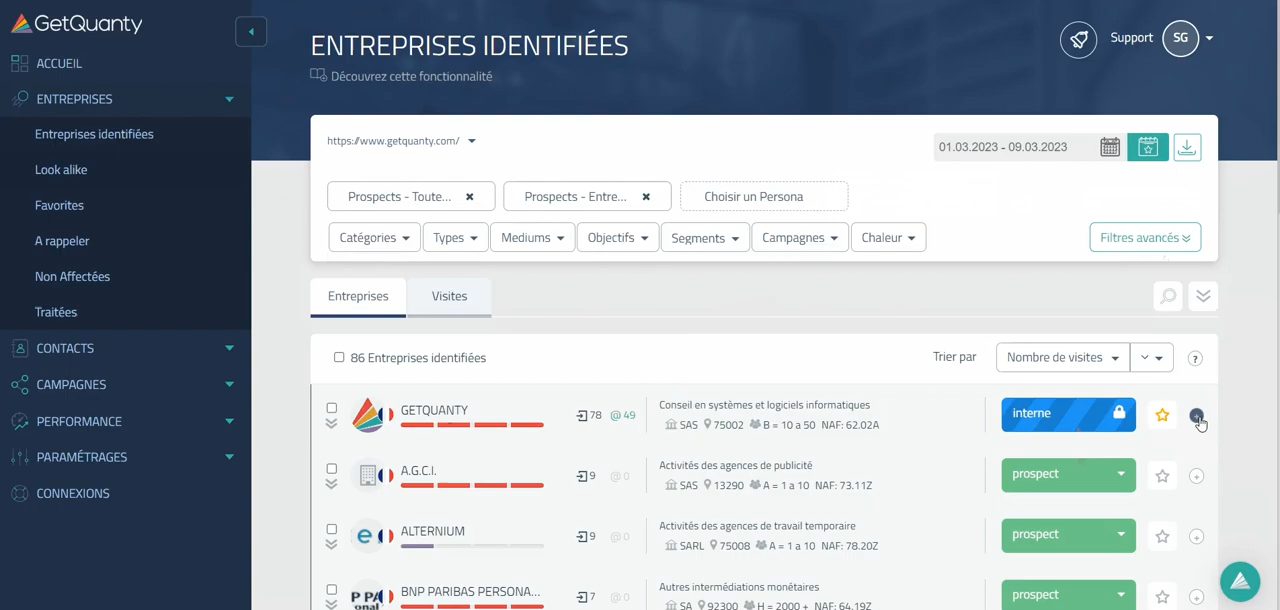 GetQuanty
ACCUEIL
ENTREPRISES
Entreprises identifiées
Look alike
Favorites
A rappeler
Non Affectées
Traitées
CONTACTS
CAMPAGNES
PERFORMANCE
PARAMÉTRAGES
CONNEXIONS
ENTREPRISES IDENTIFIÉES
Découvrez cette fonctionnalité
Support SG
https://www.getquanty.com/
01.03.2023 - 09.03.2023
Prospects - Toute... Prospects - Entre... Choisir un Persona
Catégories Types Mediums Objectifs Segments Campagnes Chaleur Filtres avancés
Entreprises Visites
86 Entreprises identifiées Trier par Nombre de visites ?
GETQUANTY 78 @ 49 Conseil en systèmes et logiciels informatiques interne
SAS 75002 B = 10 a 50 NAF: 62.02A
A.G.C.I. 9 @ 0 Activités des agences de publicité prospect
SAS 13290 A = 1 a 10 NAF: 73.11Z
ALTERNIUM 9 @ 0 Activités des agences de travail temporaire prospect
SARL 75008 A = 1 a 10 NAF: 78.20Z
BNP PARIBAS PERSONA... 7 @ 0 Autres intermédiations monétaires prospect
SA 92300 H = 2000 + NAF: 64.19Z